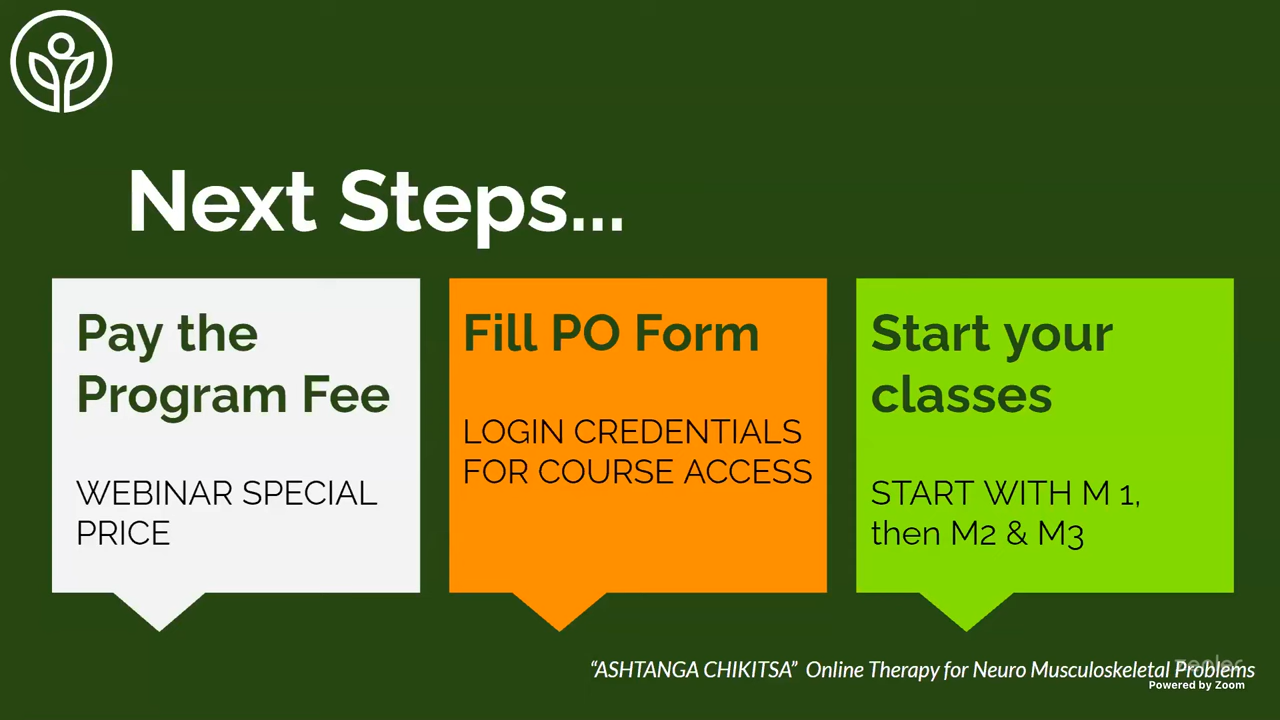 Next Steps...
Pay the
Program Fee
WEBINAR SPECIAL
PRICE
Fill PO Form
LOGIN CREDENTIALS
FOR COURSE ACCESS
Start your
classes
START WITH M 1,
then M2 & M3
“ASHTANGA CHIKITSA” Online Therapy for Neuro Musculoskeletal Problems
Powered by Zoom